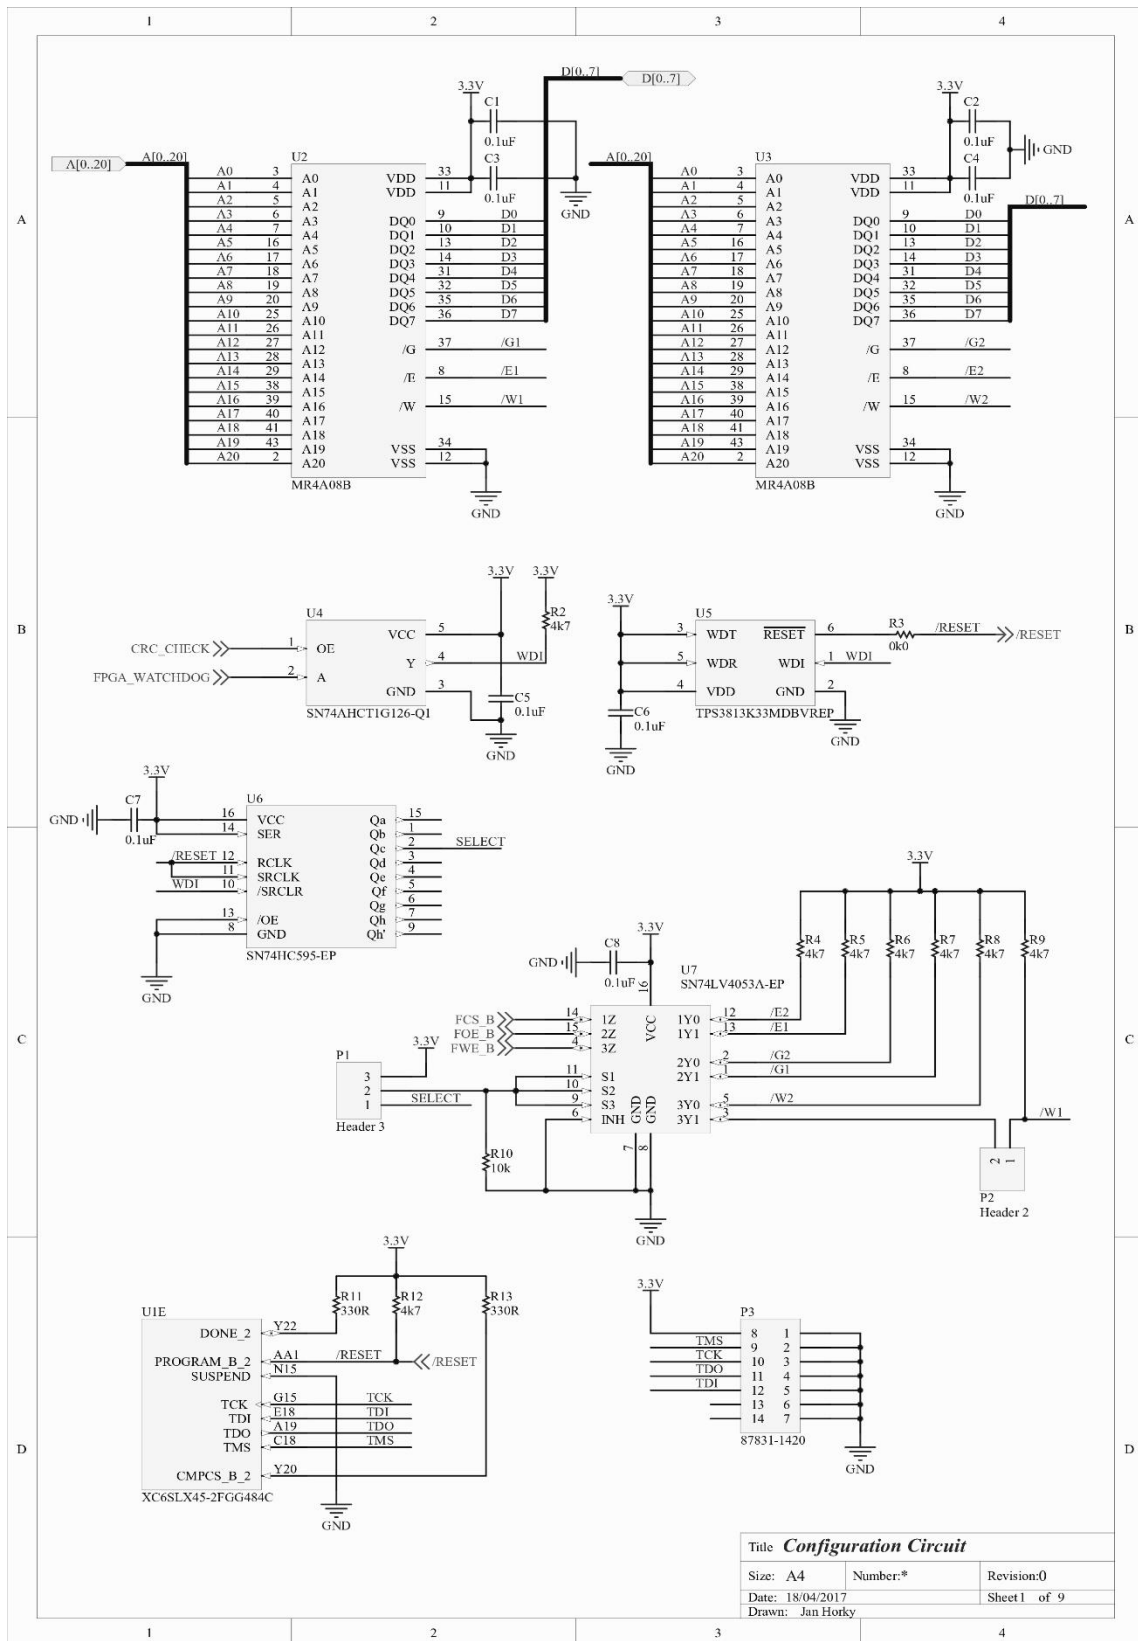 1 2 3 4
A
B
C
D
A
B
C
D
D[0..7] D[0..7]
3.3V
C1
0.1uF
C3
0.1uF
GND
A[0..20] A[0..20]
U2
A0 3 A0 VDD 33
A1 4 A1 VDD 11
A2 5 A2
A3 6 A3 DQ0 9 D0
A4 7 A4 DQ1 10 D1
A5 16 A5 DQ2 13 D2
A6 17 A6 DQ3 14 D3
A7 18 A7 DQ4 31 D4
A8 19 A8 DQ5 32 D5
A9 20 A9 DQ6 35 D6
A10 25 A10 DQ7 36 D7
A11 26 A11
A12 27 A12 /G 37 /G1
A13 28 A13
A14 29 A14 /E 8 /E1
A15 38 A15
A16 39 A16 /W 15 /W1
A17 40 A17
A18 41 A18
A19 43 A19 VSS 34
A20 2 A20 VSS 12
MR4A08B
GND
3.3V
C2
0.1uF
C4
0.1uF
GND
D[0..7]
A[0..20]
U3
A0 3 A0 VDD 33
A1 4 A1 VDD 11
A2 5 A2
A3 6 A3 DQ0 9 D0
A4 7 A4 DQ1 10 D1
A5 16 A5 DQ2 13 D2
A6 17 A6 DQ3 14 D3
A7 18 A7 DQ4 31 D4
A8 19 A8 DQ5 32 D5
A9 20 A9 DQ6 35 D6
A10 25 A10 DQ7 36 D7
A11 26 A11
A12 27 A12 /G 37 /G2
A13 28 A13
A14 29 A14 /E 8 /E2
A15 38 A15
A16 39 A16 /W 15 /W2
A17 40 A17
A18 41 A18
A19 43 A19 VSS 34
A20 2 A20 VSS 12
MR4A08B
GND
3.3V 3.3V
R2
4k7
U4
VCC 5
CRC_CHECK 1 OE
Y 4 WDI
FPGA_WATCHDOG 2 A
GND 3
C5
0.1uF
SN74AHCT1G126-Q1
GND
3.3V
U5
3 WDT RESET 6
R3
0k0
/RESET /RESET
5 WDR WDI 1 WDI
4 VDD GND 2
C6
0.1uF
TPS3813K33MDBVREP
GND
GND
3.3V
C7
0.1uF
GND
U6
16 VCC Qa 15
14 SER Qb 1
Qc 2 SELECT
/RESET 12 RCLK Qd 3
11 SRCLK Qe 4
WDI 10 /SRCLR Qf 5
Qg 6
13 /OE Qh 7
8 GND Qh' 9
SN74HC595-EP
GND
3.3V
R4
4k7
R5
4k7
R6
4k7
R7
4k7
R8
4k7
R9
4k7
3.3V
C8
0.1uF
GND
16
U7
SN74LV4053A-EP
FCS_B 14 1Z VCC 1Y0 12 /E2
FOE_B 15 2Z 1Y1 13 /E1
FWE_B 4 3Z
2Y0 2 /G2
11 S1 2Y1 1 /G1
10 S2
9 S3 3Y0 5 /W2
6 INH GND GND 3Y1 3
7 8
/W1
P1
3.3V
3
2
1 SELECT
Header 3
R10
10k
GND
2 1
P2
Header 2
3.3V
R11
330R
R12
4k7
R13
330R
U1E
DONE_2 Y22
PROGRAM_B_2 AA1 /RESET /RESET
SUSPEND N15
TCK G15 TCK
TDI E18 TDI
TDO A19 TDO
TMS C18 TMS
CMPCS_B_2 Y20
XC6SLX45-2FGG484C
GND
3.3V
P3
8 1
TMS 9 2
TCK 10 3
TDO 11 4
TDI 12 5
13 6
14 7
87831-1420
GND
Title Configuration Circuit
Size: A4 Number:* Revision:0
Date: 18/04/2017 Sheet1 of 9
Drawn: Jan Horky
1 2 3 4